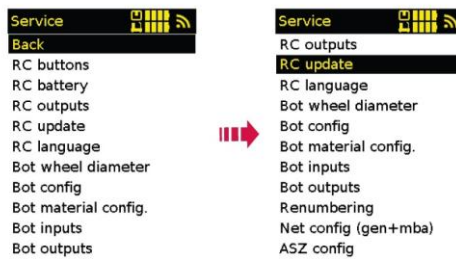 Service
Back
RC buttons
RC battery
RC outputs
RC update
RC language
Bot wheel diameter
Bot config
Bot material config.
Bot inputs
Bot outputs
Service
RC outputs
RC update
RC language
Bot wheel diameter
Bot config
Bot material config.
Bot inputs
Bot outputs
Renumbering
Net config (gen+mba)
ASZ config